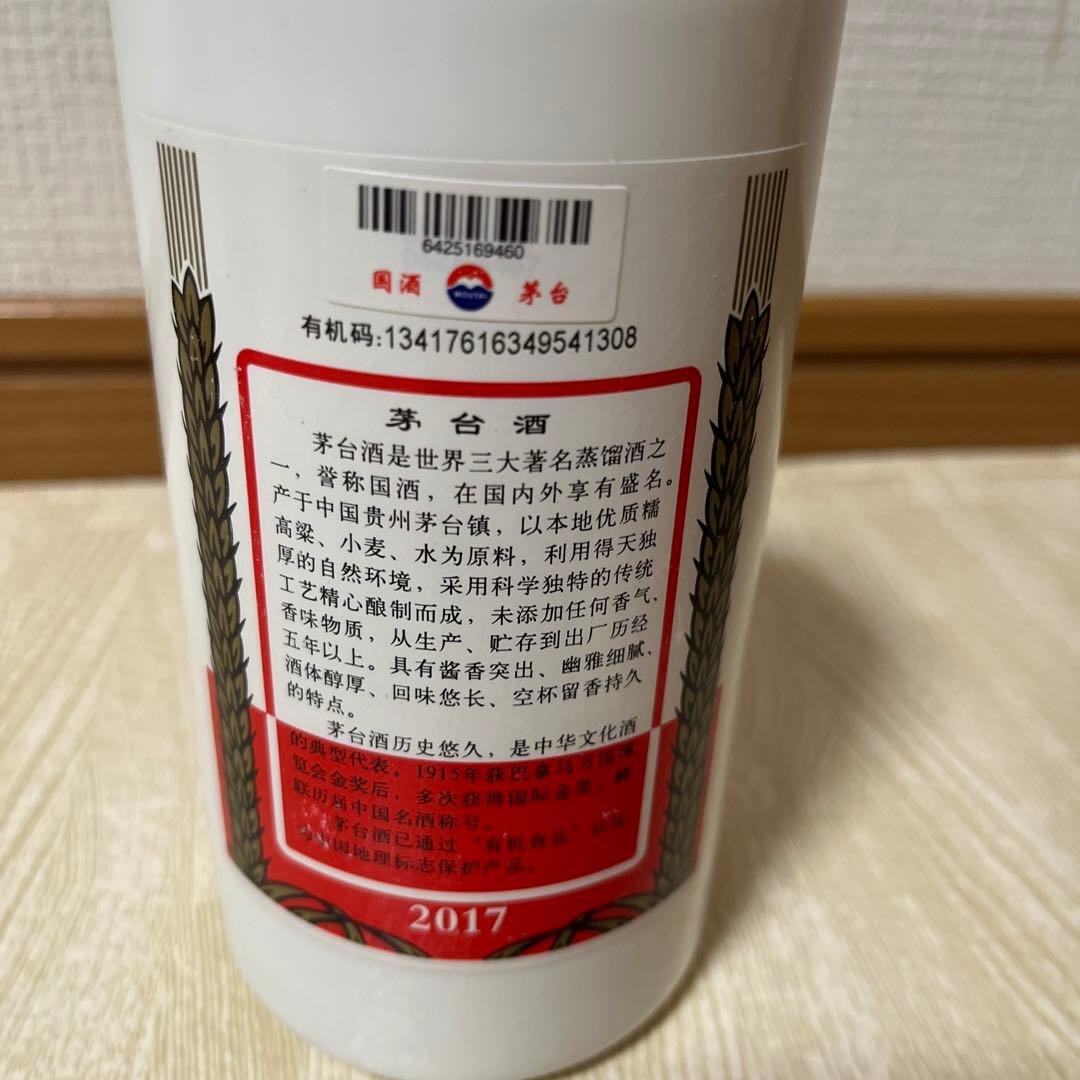 6425169460
国酒 MOUTAI 茅台
有机码:13417616349541308
茅台酒
茅台酒是世界三大著名蒸馏酒之
一，誉称国酒，在国内外享有盛名。
产于中国贵州茅台镇，以本地优质糯
高粱、小麦、水为原料，利用得天独
厚的自然环境，采用科学独特的传统
工艺精心酿制而成，未添加任何香气、
香味物质，从生产、贮存到出厂历经
五年以上。具有酱香突出、幽雅细腻、
酒体醇厚、回味悠长、空杯留香持久
的特点。
茅台酒历史悠久，是中华文化酒
的典型代表。1915年获巴拿马万国博
览会金奖后，多次获得国际金奖，蝉
联历届中国名酒称号。
茅台酒已通过“有机食品”
中国地理标志保护产品。
2017